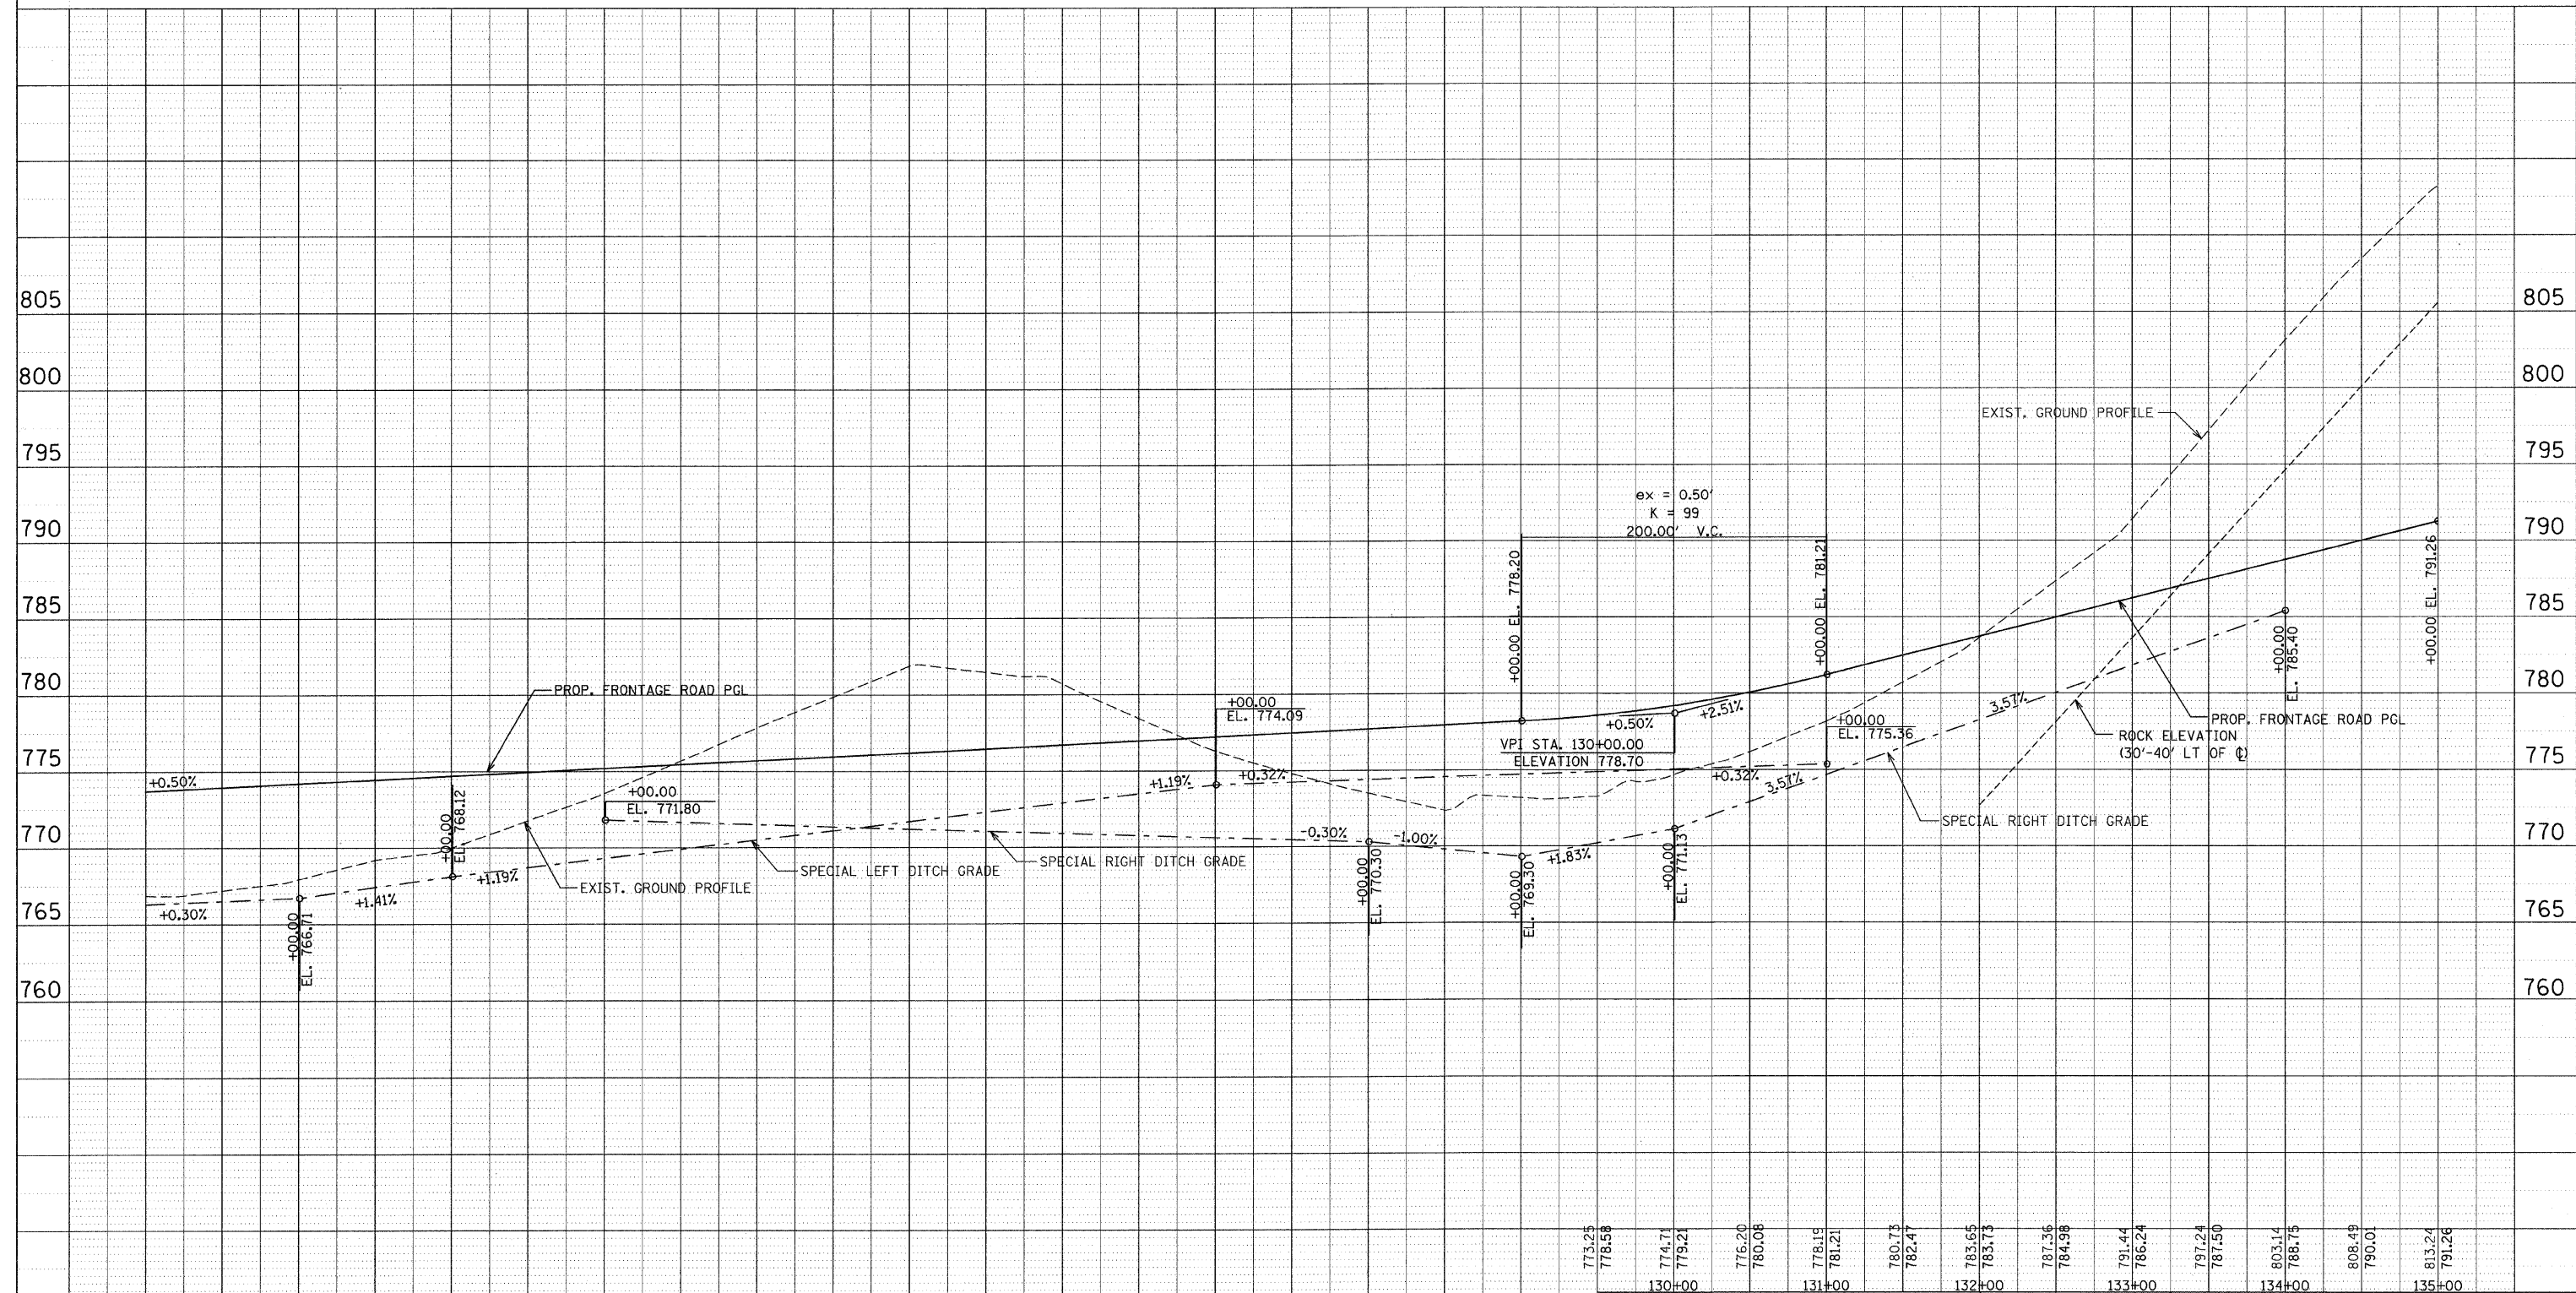 805
805
800
800
EXIST. GROUND PROFILE
795
795
ex = 0.50'
K = 99
200.00' V.C.
790
790
+00.00 EL. 778.20
+00.00 EL. 781.21
+00.00 EL. 791.26
785
785
+00.00
EL. 785.40
780
780
PROP. FRONTAGE ROAD PGL
+00.00
EL. 774.09
3.57%
+0.50%
+2.51%
+00.00
EL. 775.36
PROP. FRONTAGE ROAD PGL
ROCK ELEVATION
(30'-40' LT OF ℄)
VPI STA. 130+00.00
ELEVATION 778.70
775
775
+0.50%
+1.19%
+0.32%
+0.32%
3.57%
+00.00
EL. 768.12
+00.00
EL. 771.80
SPECIAL RIGHT DITCH GRADE
770
770
-0.30%
-1.00%
+1.83%
SPECIAL RIGHT DITCH GRADE
SPECIAL LEFT DITCH GRADE
EXIST. GROUND PROFILE
+1.19%
+1.41%
+0.30%
+00.00
EL. 770.30
+00.00
EL. 769.30
+00.00
EL. 771.13
765
765
+00.00
EL. 766.71
760
760
773.25
778.58
774.71
779.21
776.20
780.08
778.19
781.21
780.73
782.47
783.65
783.73
787.36
784.98
791.44
786.24
797.24
787.50
803.14
788.75
808.49
790.01
813.24
791.26
130+00
131+00
132+00
133+00
134+00
135+00